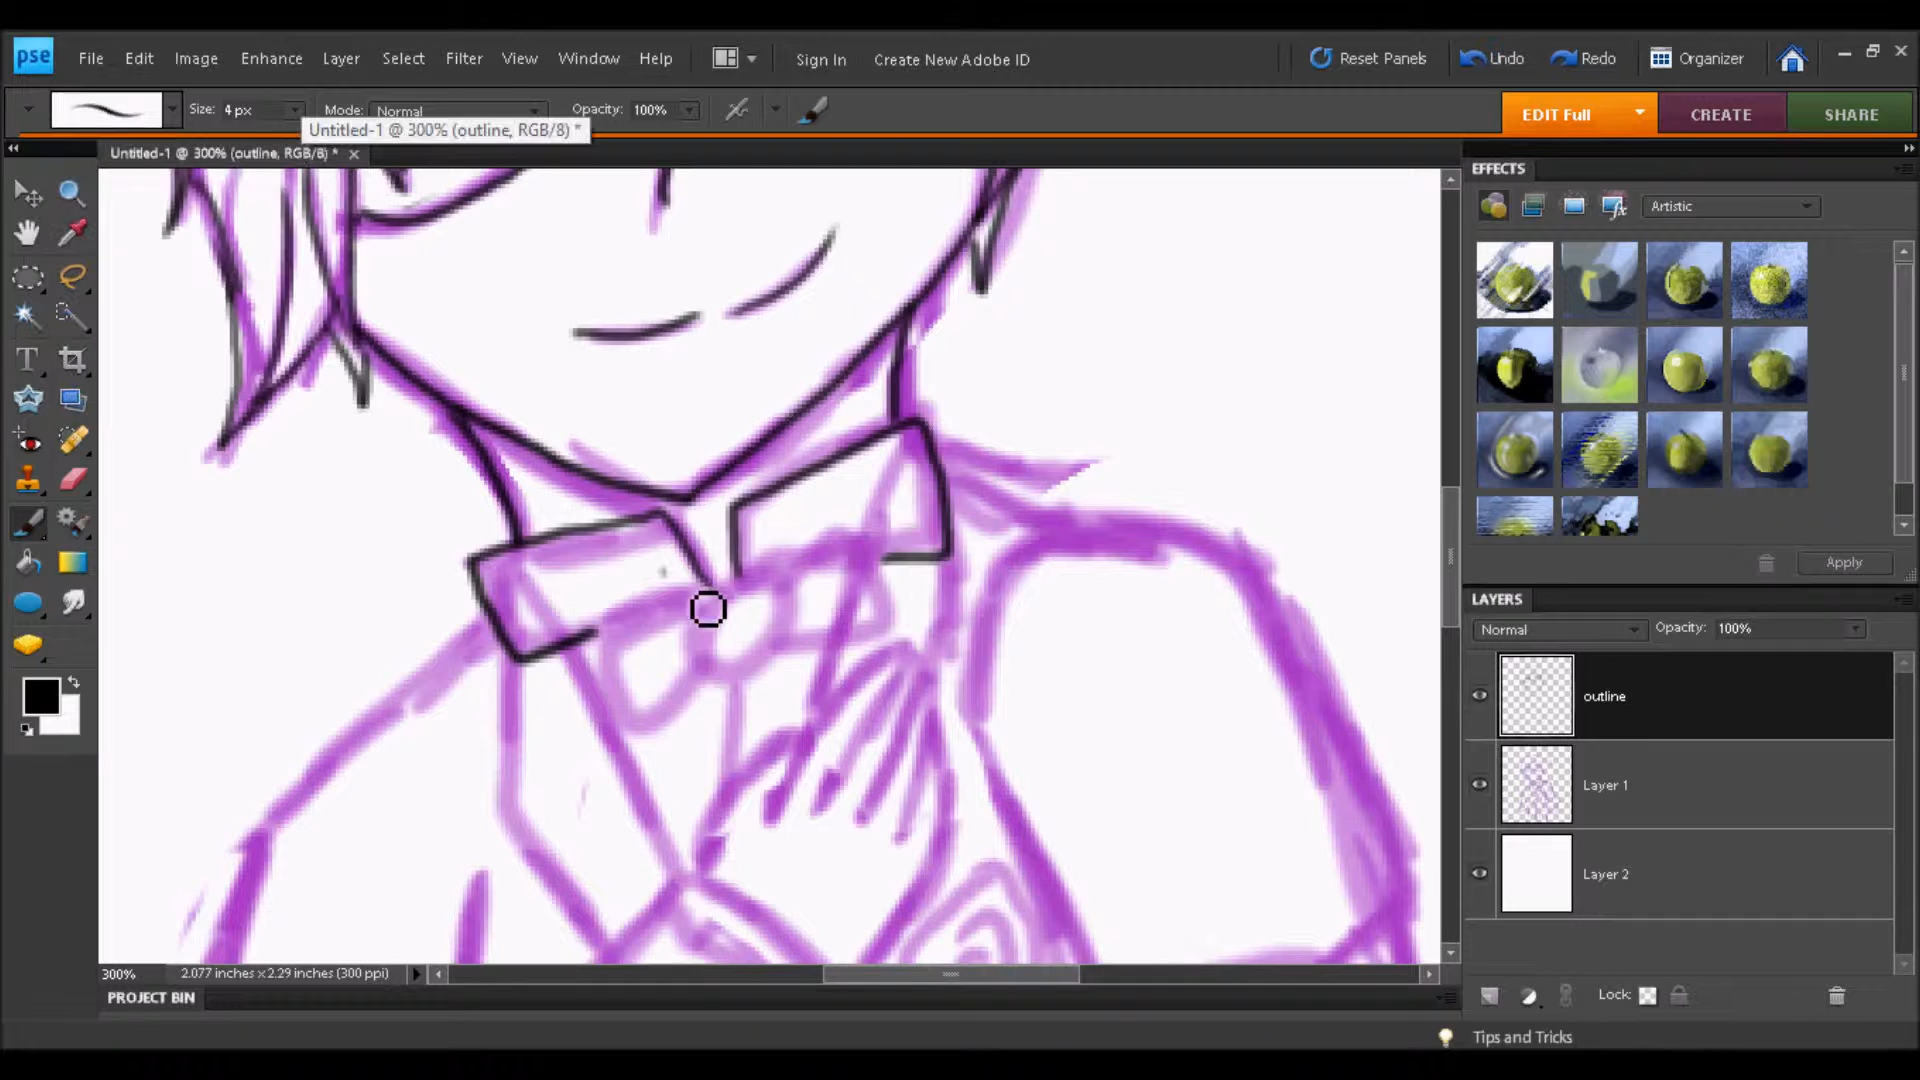 pse File Edit Image Enhance Layer Select Filter View Window Help Sign In Create New Adobe ID Reset Panels Undo Redo Organizer
Size: 4 px Mode: Normal Opacity: 100% EDIT Full CREATE SHARE
Untitled-1 @ 300% (outline, RGB/8) *
Untitled-1 @ 300% (outline, RGB/8) *
EFFECTS
Artistic
Apply
LAYERS
Normal Opacity: 100%
outline
Layer 1
Layer 2
300% 2.077 inches x 2.29 inches (300 ppi)
Lock:
PROJECT BIN
Tips and Tricks